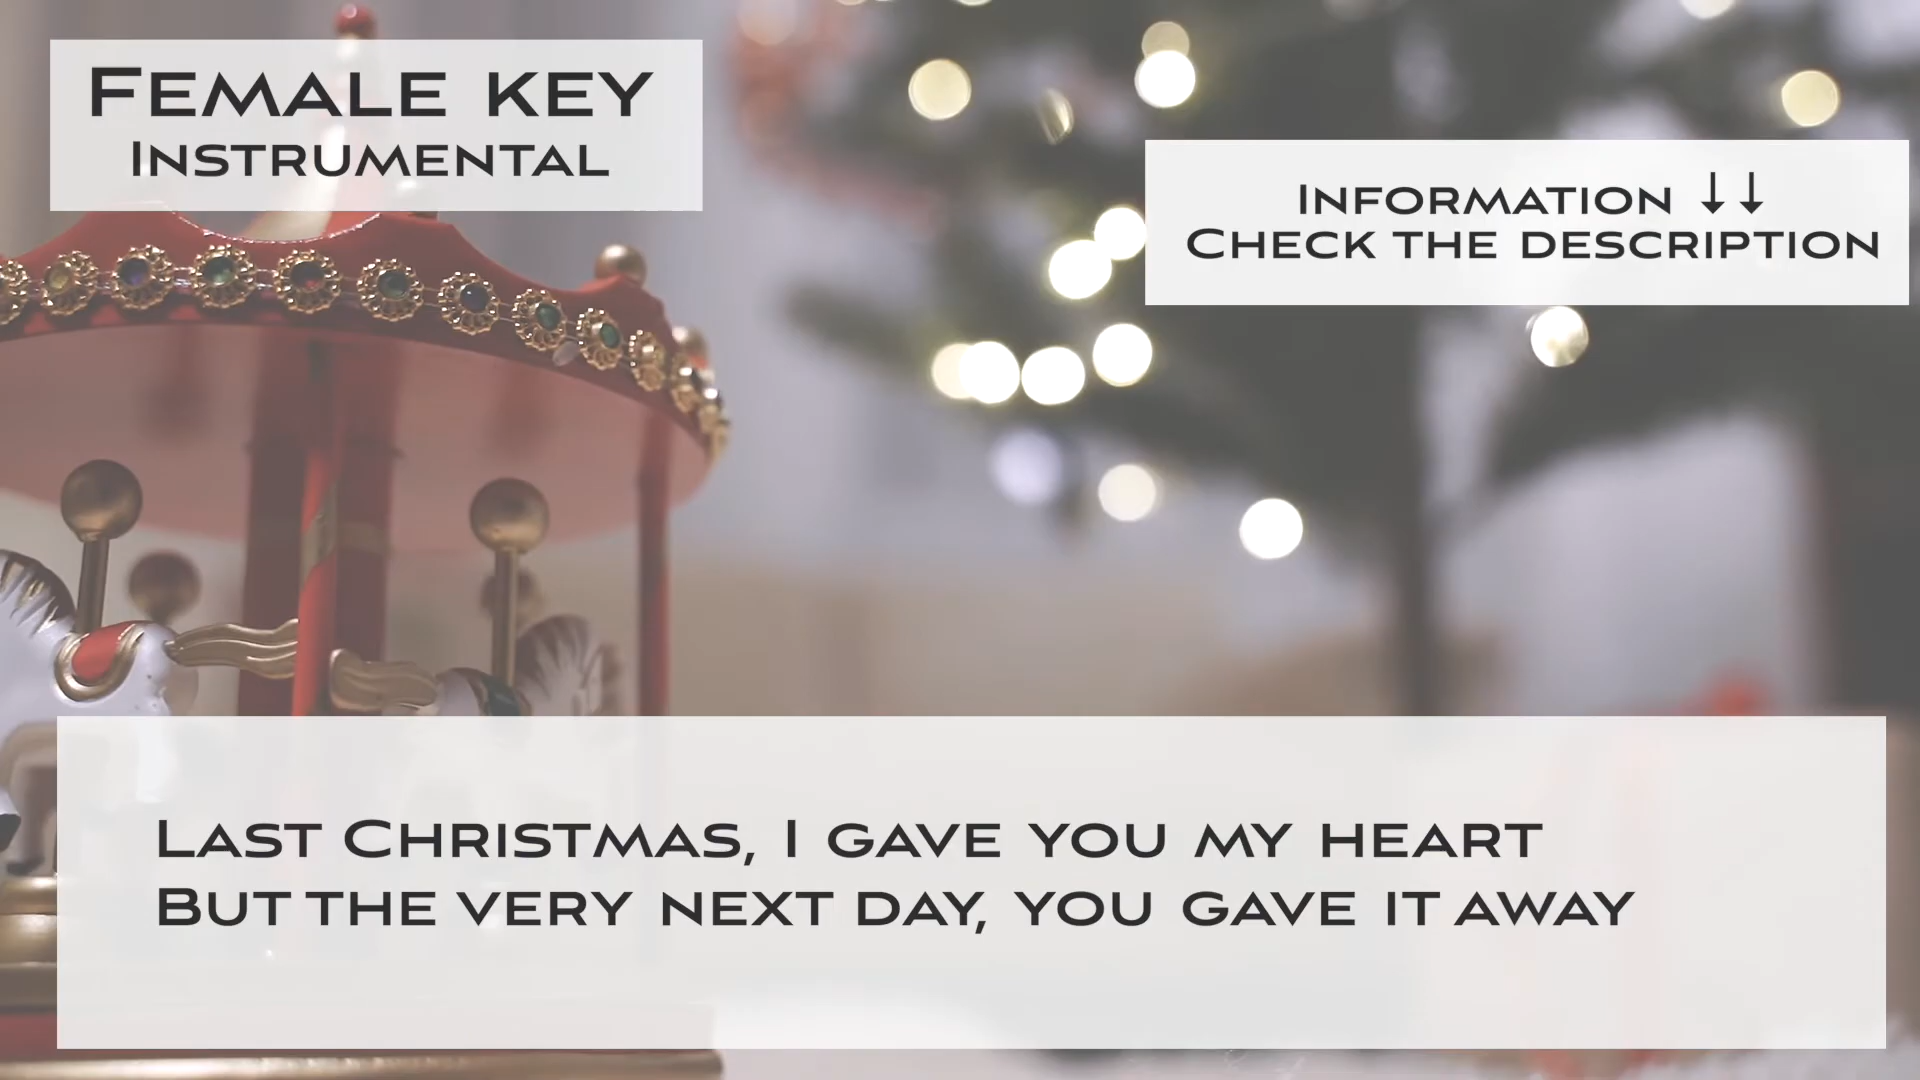 Female key
Instrumental
Information ↓↓
Check the description
Last Christmas, I gave you my heart
But the very next day, you gave it away